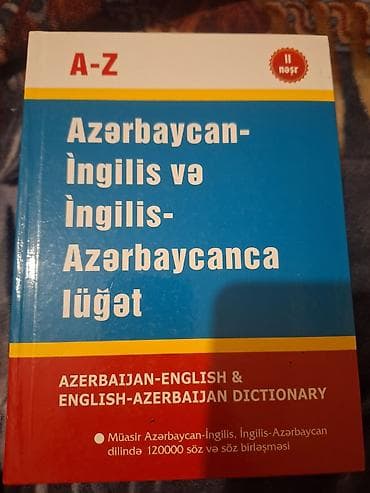 A-Z
II
nəşr
Azərbaycan-
İngilis və
İngilis-
Azərbaycanca
lüğət
AZERBAIJAN-ENGLISH &
ENGLISH-AZERBAIJAN DICTIONARY
● Müasir Azərbaycan-İngilis, İngilis-Azərbaycan
dilində 120000 söz və söz birləşməsi